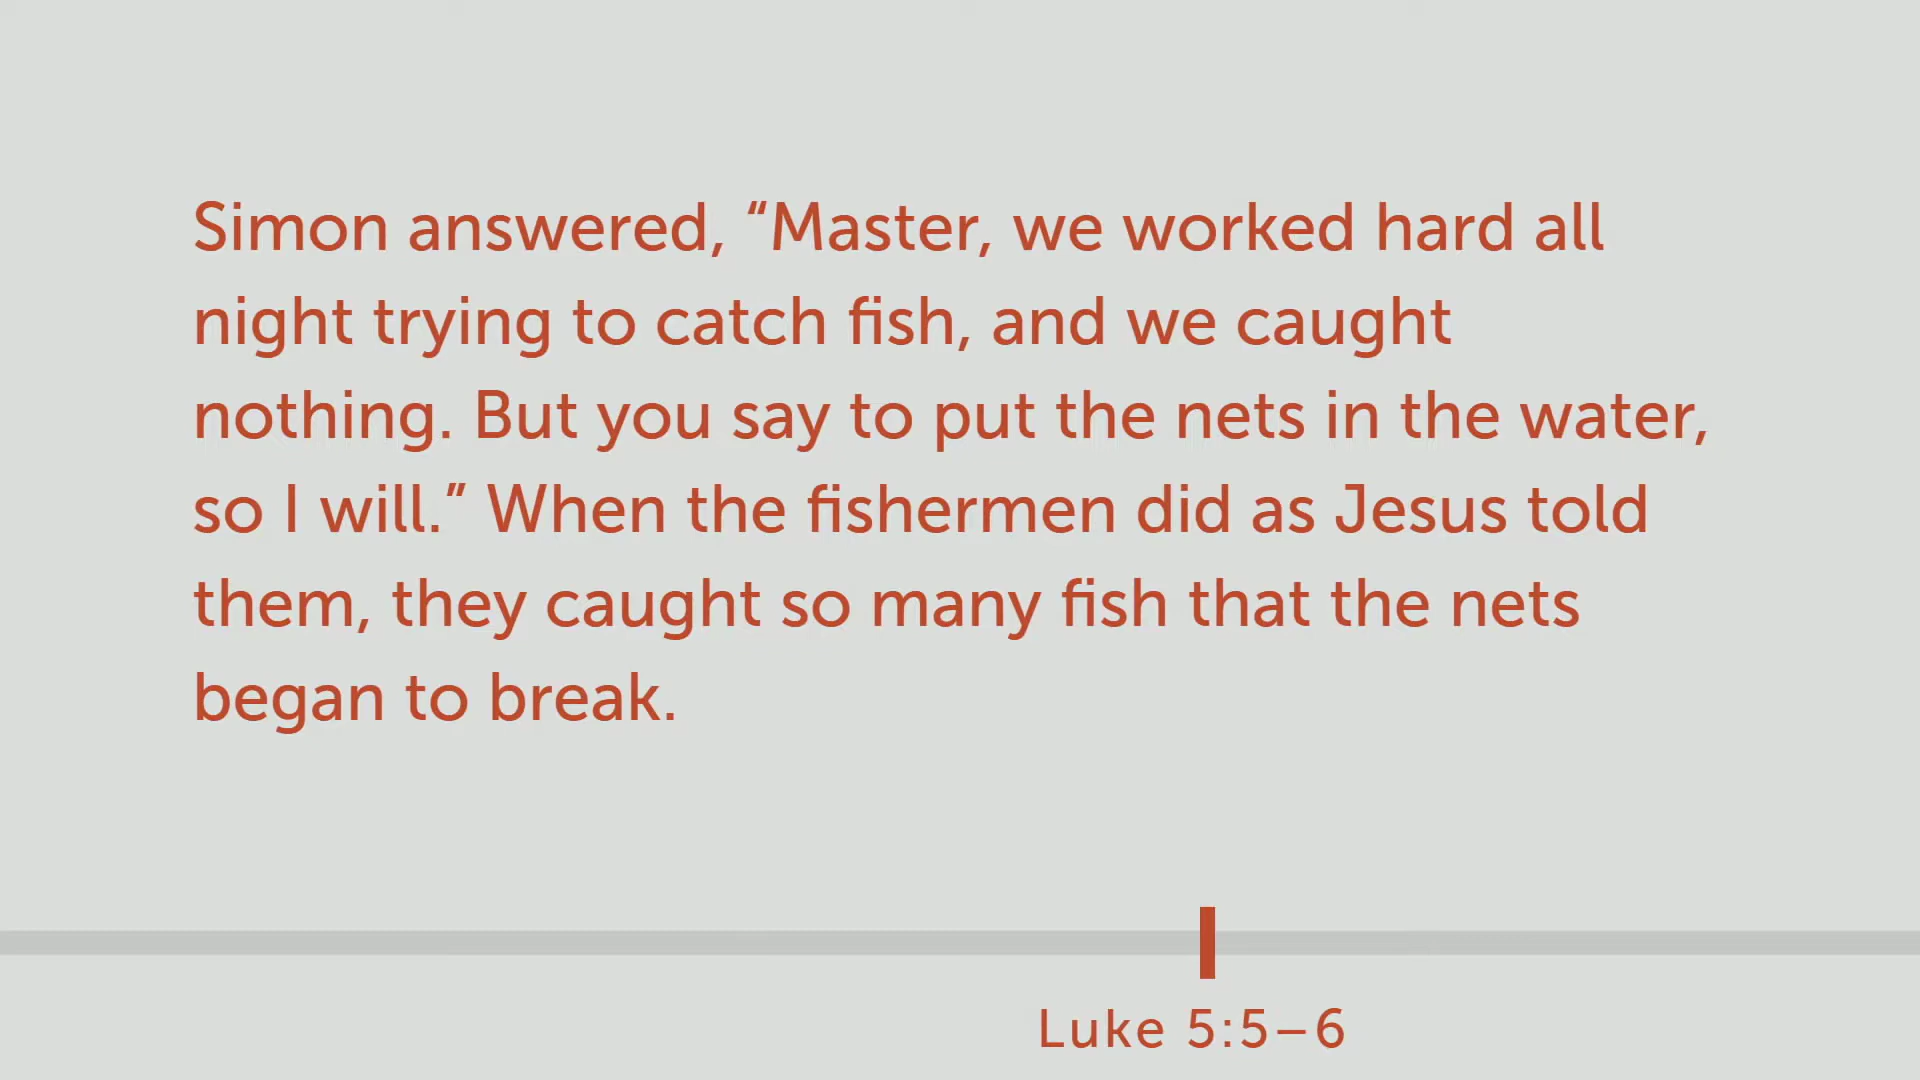 Simon answered, “Master, we worked hard all
night trying to catch fish, and we caught
nothing. But you say to put the nets in the water,
so I will.” When the fishermen did as Jesus told
them, they caught so many fish that the nets
began to break.
Luke 5:5–6